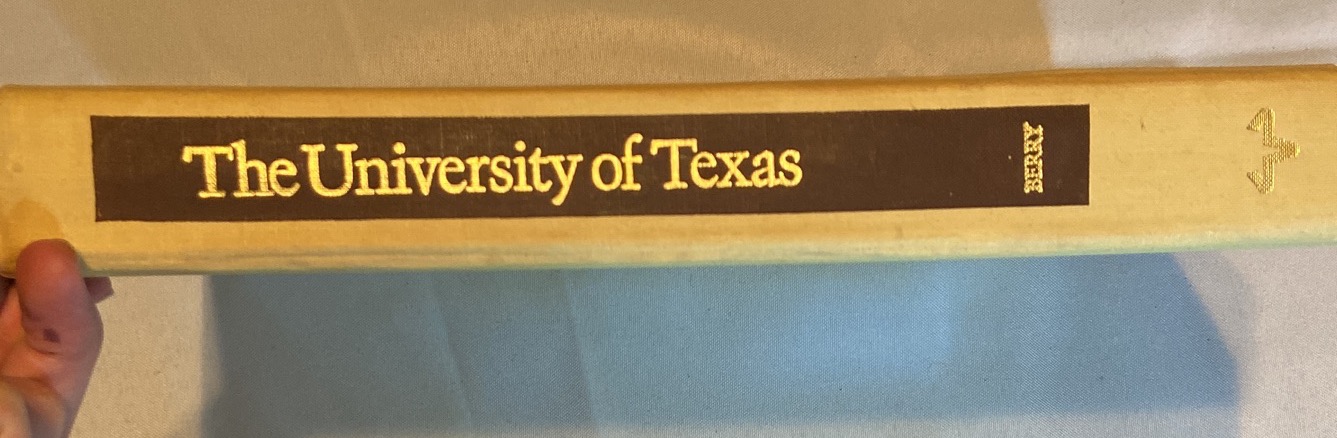 The University of Texas
BERRY